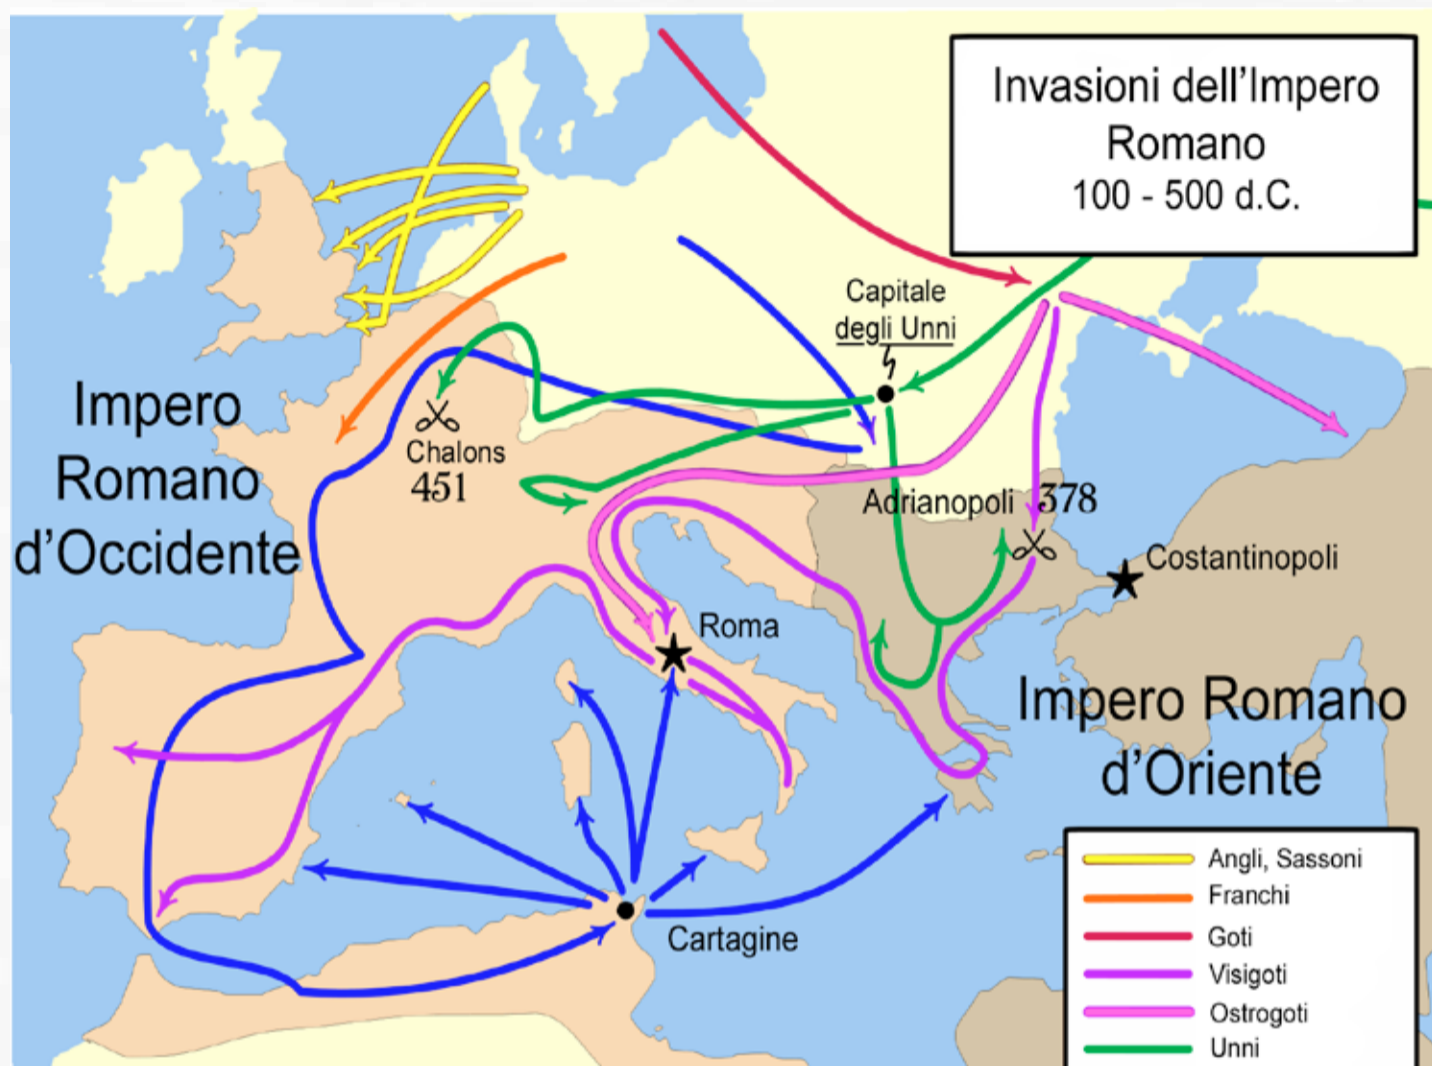 Invasioni dell'Impero
Romano
100 - 500 d.C.
Capitale
degli Unni
Impero
Romano
d'Occidente
Chalons
451
Adrianopoli 378
Costantinopoli
Roma
Impero Romano
d'Oriente
Cartagine
Angli, Sassoni
Franchi
Goti
Visigoti
Ostrogoti
Unni